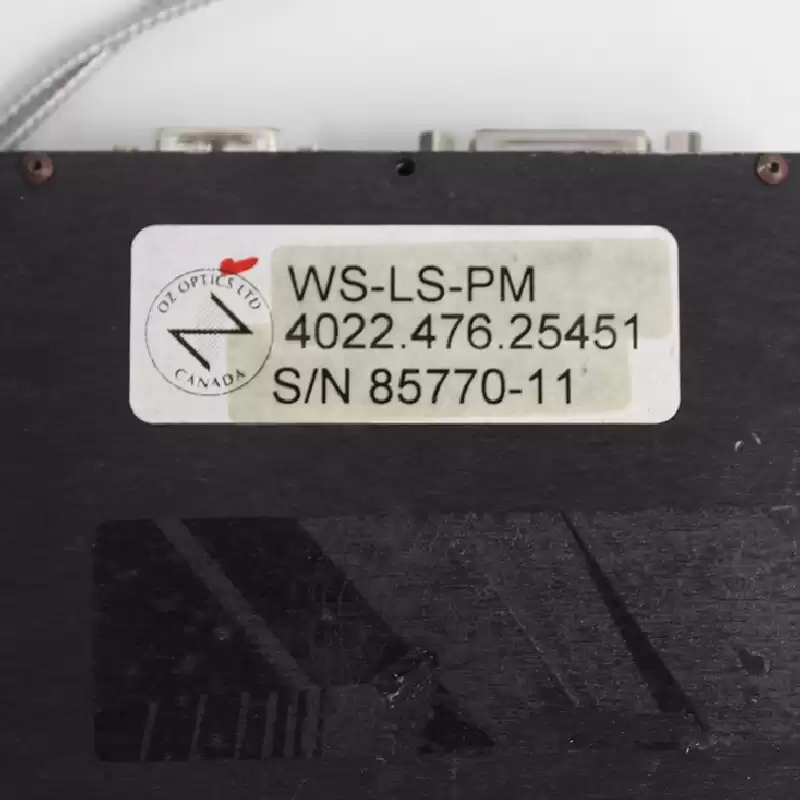 OZ OPTICS LTD
CANADA
WS-LS-PM
4022.476.25451
S/N 85770-11